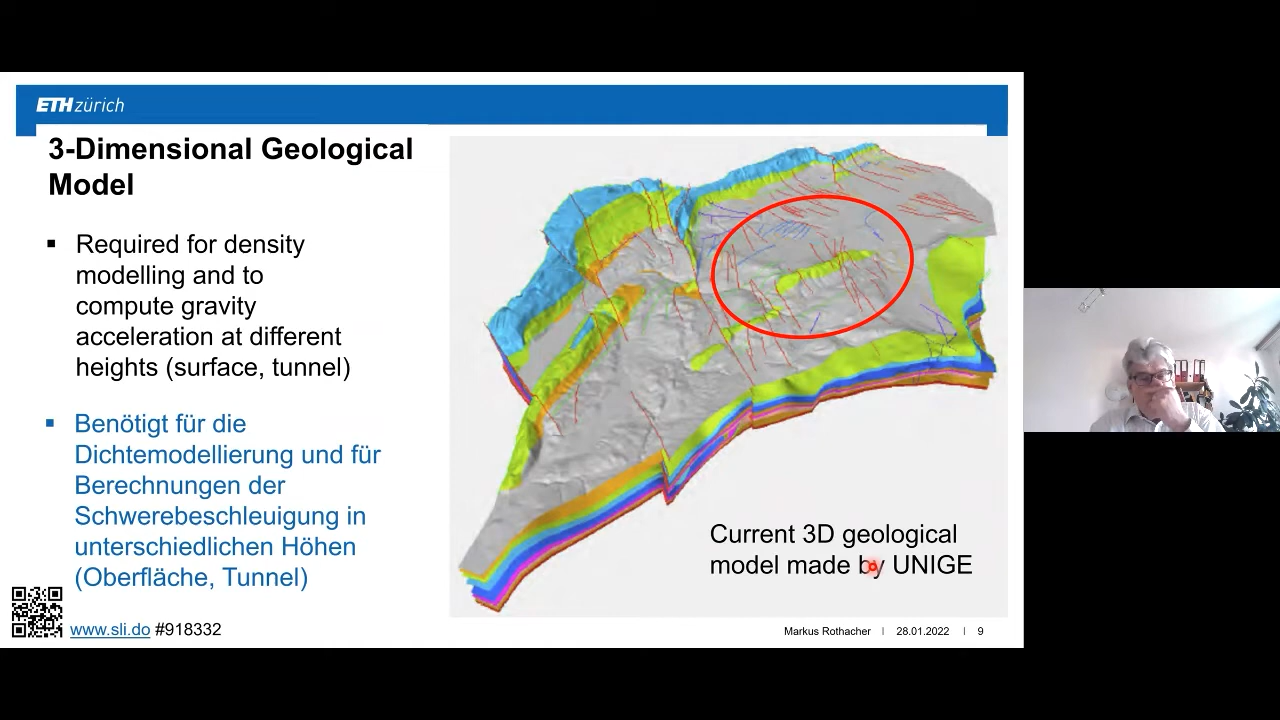 ETH zürich
3-Dimensional Geological
Model
▪ Required for density
modelling and to
compute gravity
acceleration at different
heights (surface, tunnel)
▪ Benötigt für die
Dichtemodellierung und für
Berechnungen der
Schwerebeschleuigung in
unterschiedlichen Höhen
(Oberfläche, Tunnel)
Current 3D geological
model made by UNIGE
www.sli.do #918332
Markus Rothacher | 28.01.2022 | 9